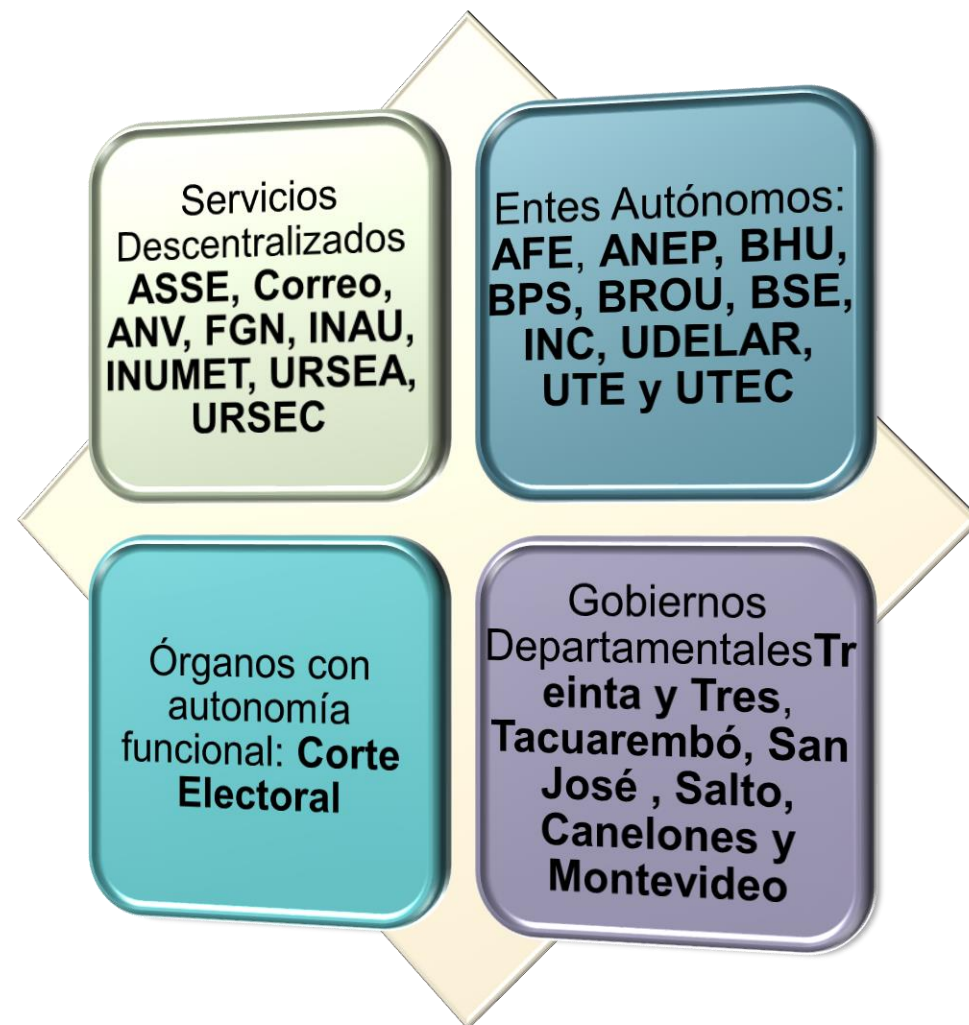 Servicios
Descentralizados
ASSE, Correo,
ANV, FGN, INAU,
INUMET, URSEA,
URSEC
Entes Autónomos:
AFE, ANEP, BHU,
BPS, BROU, BSE,
INC, UDELAR,
UTE y UTEC
Órganos con
autonomía
funcional: Corte
Electoral
Gobiernos
DepartamentalesTr
einta y Tres,
Tacuarembó, San
José , Salto,
Canelones y
Montevideo